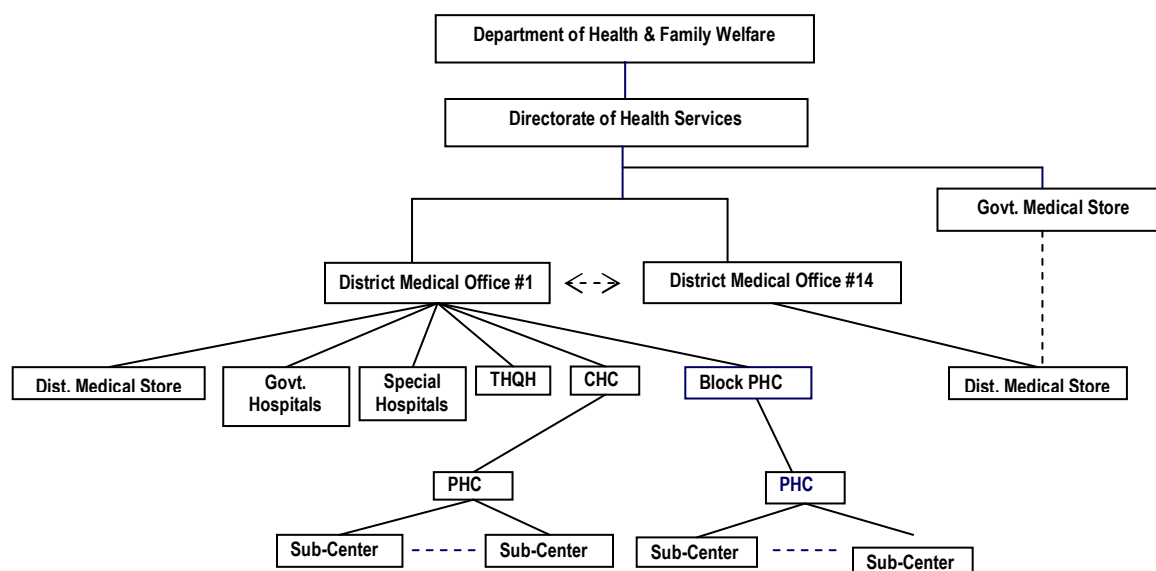 Department of Health & Family Welfare
Directorate of Health Services
Govt. Medical Store
District Medical Office #1
District Medical Office #14
Dist. Medical Store
Govt.
Hospitals
Special
Hospitals
THQH
CHC
Block PHC
Dist. Medical Store
PHC
PHC
Sub-Center
Sub-Center
Sub-Center
Sub-Center